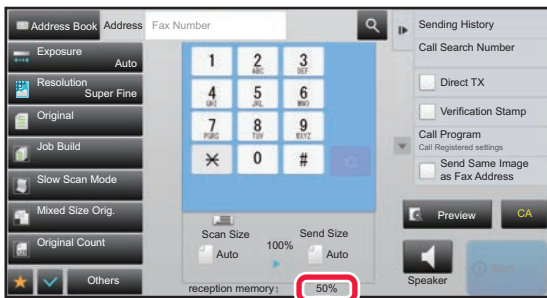 Address Book
Address
Fax Number
Exposure
Auto
Resolution
Super Fine
Original
Job Build
Slow Scan Mode
Mixed Size Orig.
Original Count
Others
1
2
ABC
3
DEF
4
GHI
5
JKL
6
MNO
7
PQRS
8
TUV
9
WXYZ
0
#
C
Scan Size
Auto
100%
Send Size
Auto
reception memory:
50%
Sending History
Call Search Number
Direct TX
Verification Stamp
Call Program
Call Registered settings
Send Same Image
as Fax Address
Preview
CA
Speaker
Start